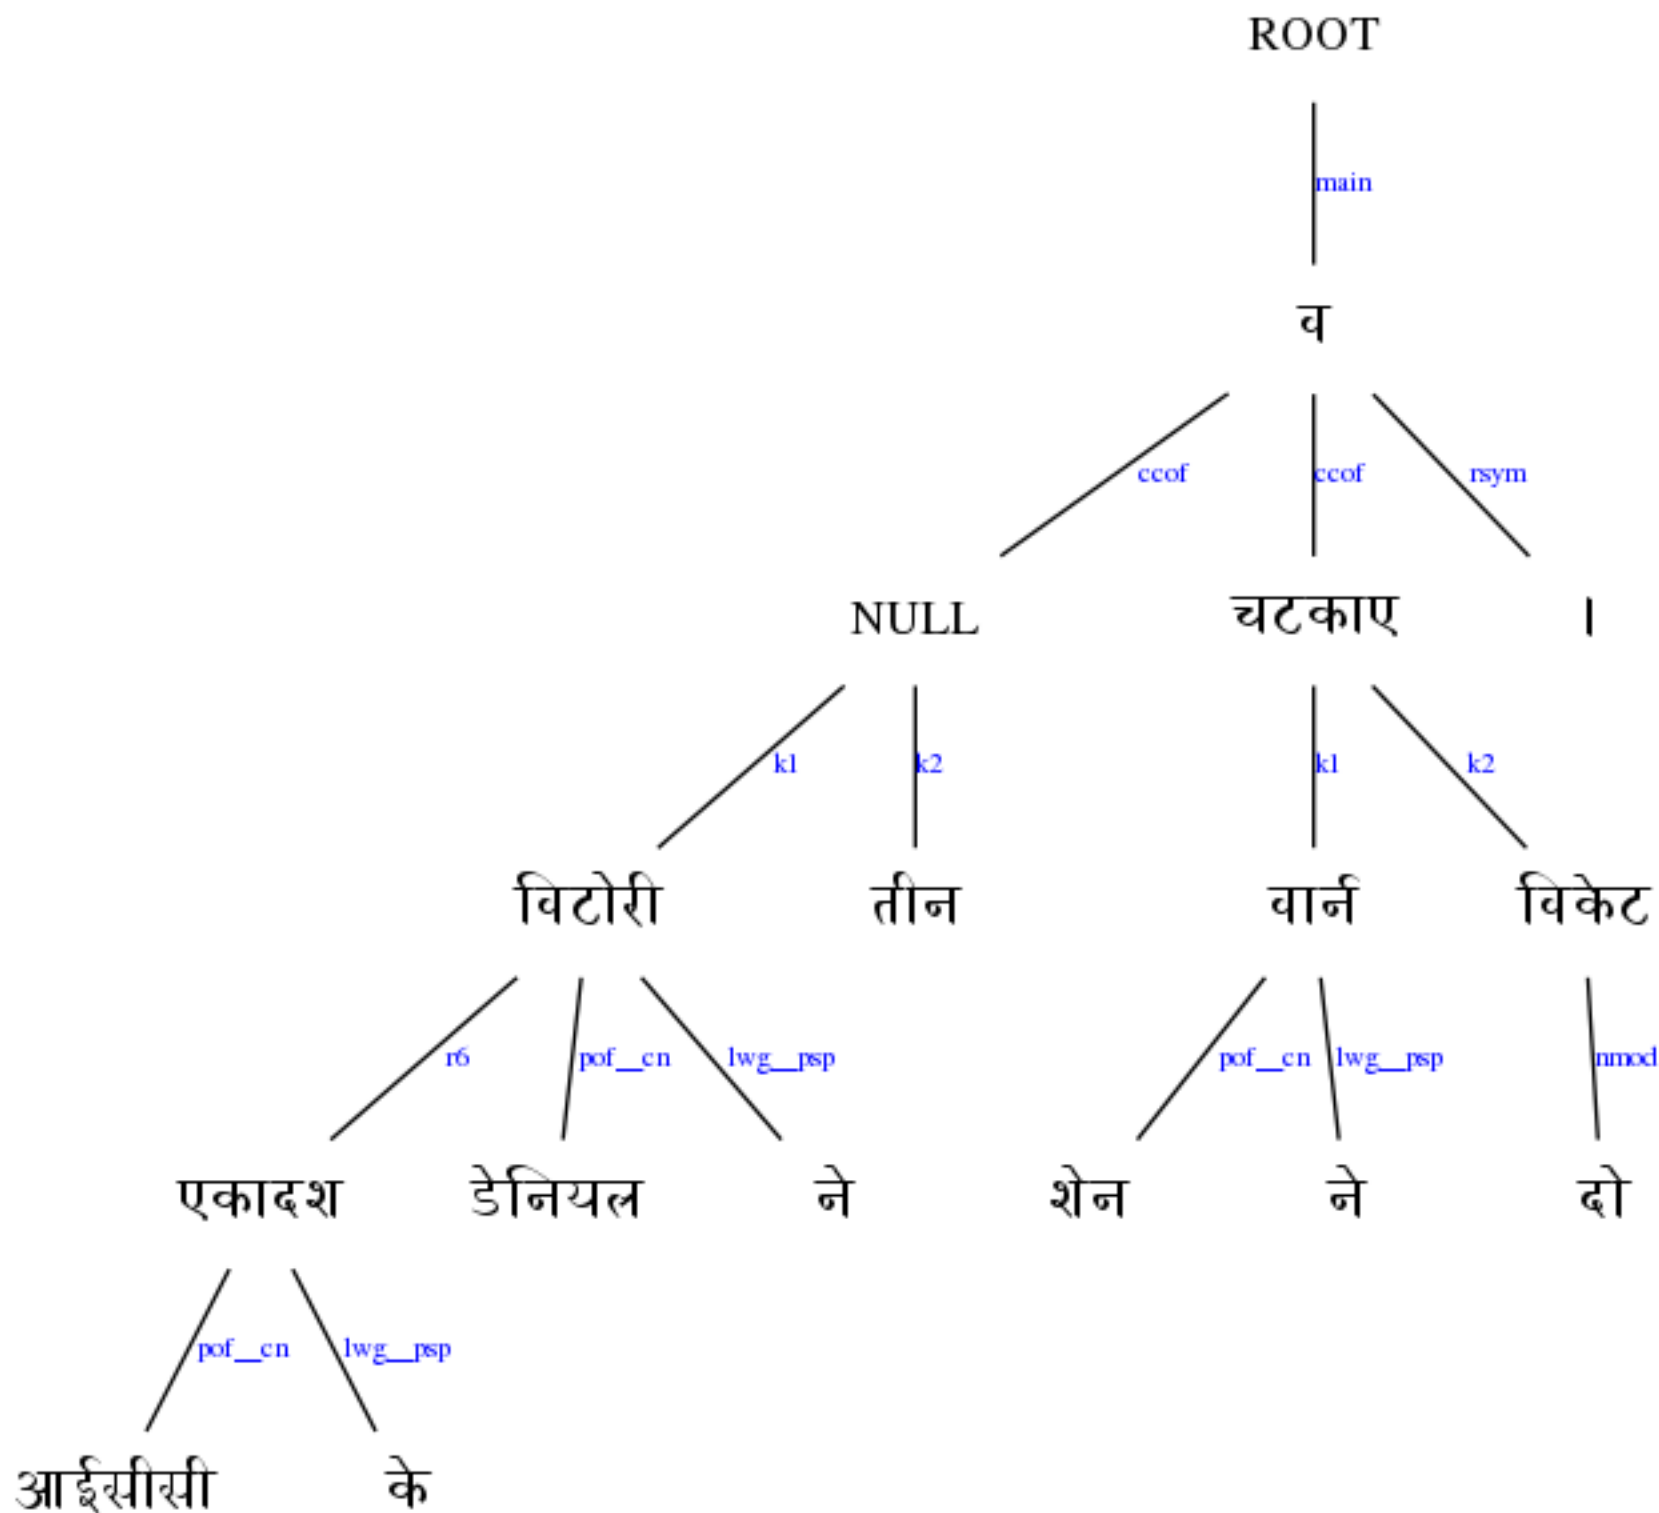 ROOT
main
व
ccof ccof rsym
NULL चटकाए ।
k1 k2 k1 k2
विटोरी तीन वार्न विकेट
r6 pof__cn lwg__psp pof__cn lwg__psp nmod
एकादश डेनियल ने शेन ने दो
pof__cn lwg__psp
आईसीसी के